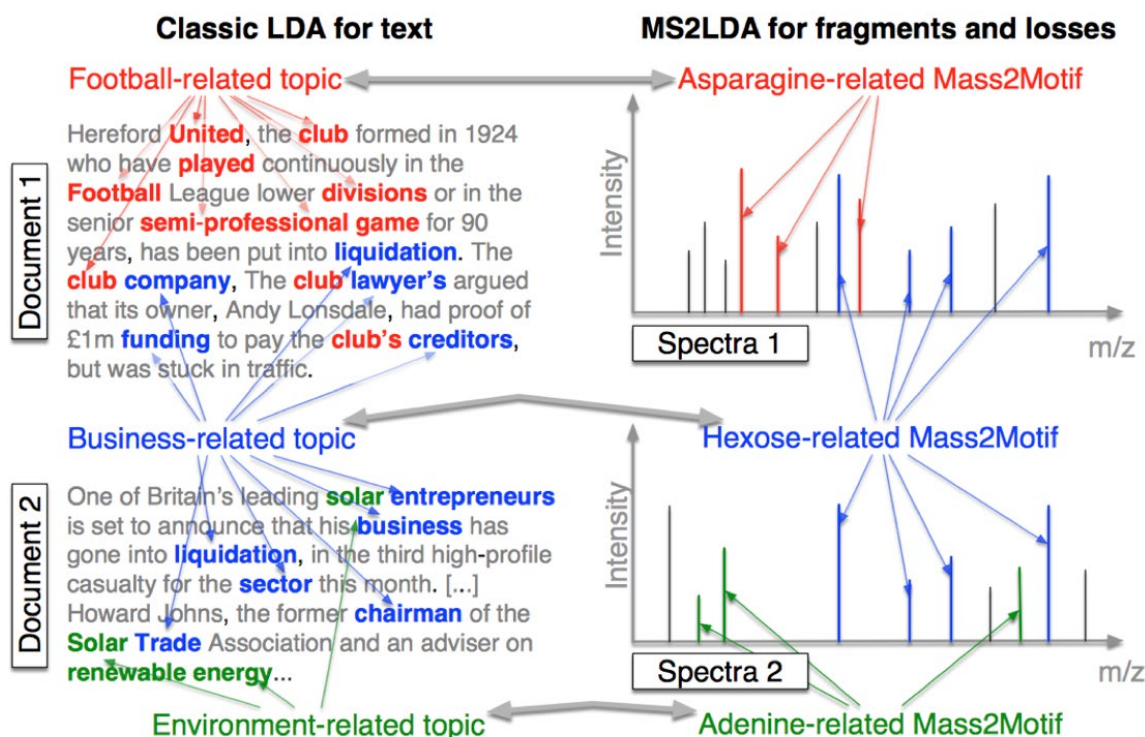 Classic LDA for text
MS2LDA for fragments and losses
Football-related topic
Asparagine-related Mass2Motif
Document 1
Hereford United, the club formed in 1924
who have played continuously in the
Football League lower divisions or in the
senior semi-professional game for 90
years, has been put into liquidation. The
club company, The club lawyer's argued
that its owner, Andy Lonsdale, had proof of
£1m funding to pay the club's creditors,
but was stuck in traffic.
Intensity
Spectra 1
m/z
Business-related topic
Hexose-related Mass2Motif
Document 2
One of Britain's leading solar entrepreneurs
is set to announce that his business has
gone into liquidation, in the third high-profile
casualty for the sector this month. [...]
Howard Johns, the former chairman of the
Solar Trade Association and an adviser on
renewable energy...
Intensity
Spectra 2
m/z
Environment-related topic
Adenine-related Mass2Motif